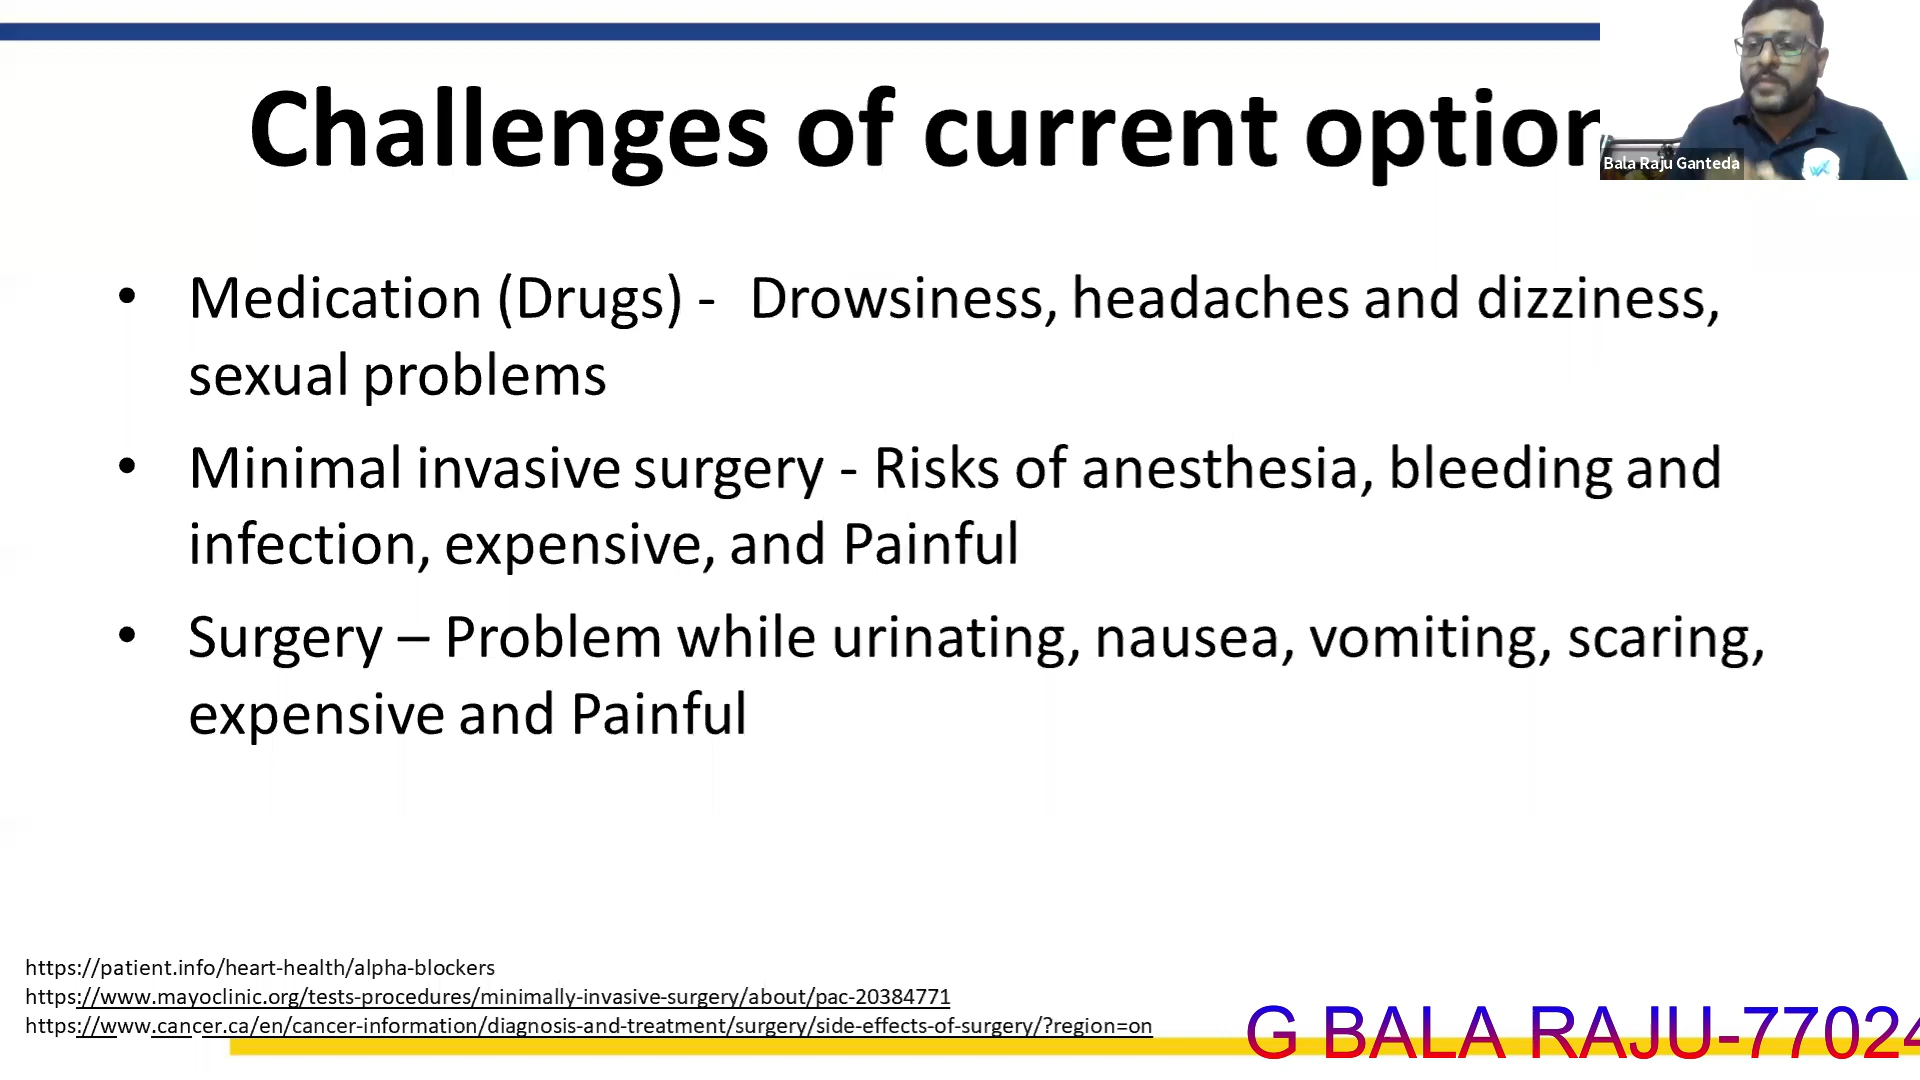 Challenges of current option
Bala Raju Ganteda
• Medication (Drugs) - Drowsiness, headaches and dizziness,
sexual problems
• Minimal invasive surgery - Risks of anesthesia, bleeding and
infection, expensive, and Painful
• Surgery – Problem while urinating, nausea, vomiting, scaring,
expensive and Painful
https://patient.info/heart-health/alpha-blockers
https://www.mayoclinic.org/tests-procedures/minimally-invasive-surgery/about/pac-20384771
https://www.cancer.ca/en/cancer-information/diagnosis-and-treatment/surgery/side-effects-of-surgery/?region=on
G BALA RAJU-77024